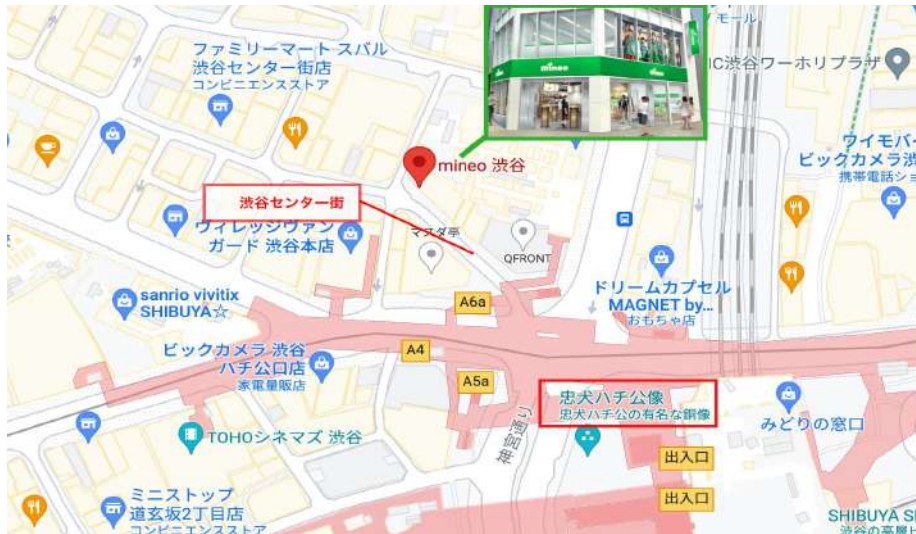 モール
ファミリーマート スバル
渋谷センター街店
コンビニエンスストア
mineo
IC渋谷ワーホリプラザ
mineo 渋谷
ワイモバイ
ビックカメラ渋
携帯電話ショ
渋谷センター街
ヴィレッジヴァン
ガード 渋谷本店
マスダ亭
QFRONT
ドリームカプセル
MAGNET by...
おもちゃ店
sanrio vivitix
SHIBUYA☆
A6a
A4
ビックカメラ 渋谷
ハチ公口店
家電量販店
A5a
忠犬ハチ公像
忠犬ハチ公の有名な銅像
みどりの窓口
TOHOシネマズ 渋谷
神宮通り
出入口
出入口
ミニストップ
道玄坂2丁目店
コンビニエンスストア
SHIBUYA S
渋谷の高層ビ